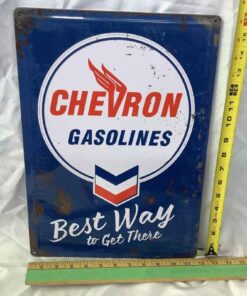 CHEVRON
GASOLINES
Best Way
to Get There